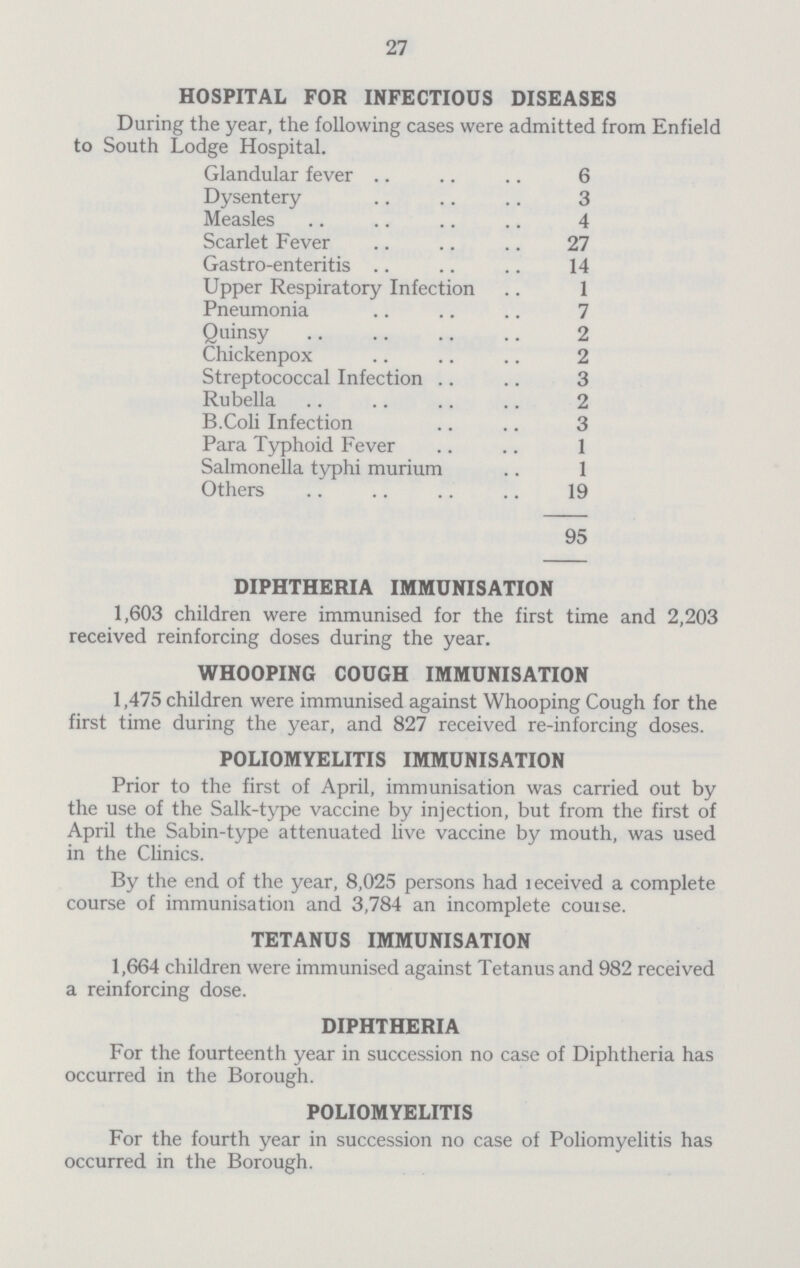 27
HOSPITAL FOR INFECTIOUS DISEASES
During the year, the following cases were admitted from Enfield
to South Lodge Hospital.
Glandular fever .. .. .. 6
Dysentery .. .. .. 3
Measles .. .. .. .. 4
Scarlet Fever .. .. .. 27
Gastro-enteritis .. .. .. 14
Upper Respiratory Infection .. 1
Pneumonia .. .. .. 7
Quinsy .. .. .. .. 2
Chickenpox .. .. .. 2
Streptococcal Infection .. .. 3
Rubella .. .. .. .. 2
B.Coli Infection .. .. 3
Para Typhoid Fever .. .. 1
Salmonella typhi murium .. 1
Others .. .. .. .. 19
95
DIPHTHERIA IMMUNISATION
1,603 children were immunised for the first time and 2,203
received reinforcing doses during the year.
WHOOPING COUGH IMMUNISATION
1,475 children were immunised against Whooping Cough for the
first time during the year, and 827 received re-inforcing doses.
POLIOMYELITIS IMMUNISATION
Prior to the first of April, immunisation was carried out by
the use of the Salk-type vaccine by injection, but from the first of
April the Sabin-type attenuated live vaccine by mouth, was used
in the Clinics.
By the end of the year, 8,025 persons had received a complete
course of immunisation and 3,784 an incomplete course.
TETANUS IMMUNISATION
1,664 children were immunised against Tetanus and 982 received
a reinforcing dose.
DIPHTHERIA
For the fourteenth year in succession no case of Diphtheria has
occurred in the Borough.
POLIOMYELITIS
For the fourth year in succession no case of Poliomyelitis has
occurred in the Borough.